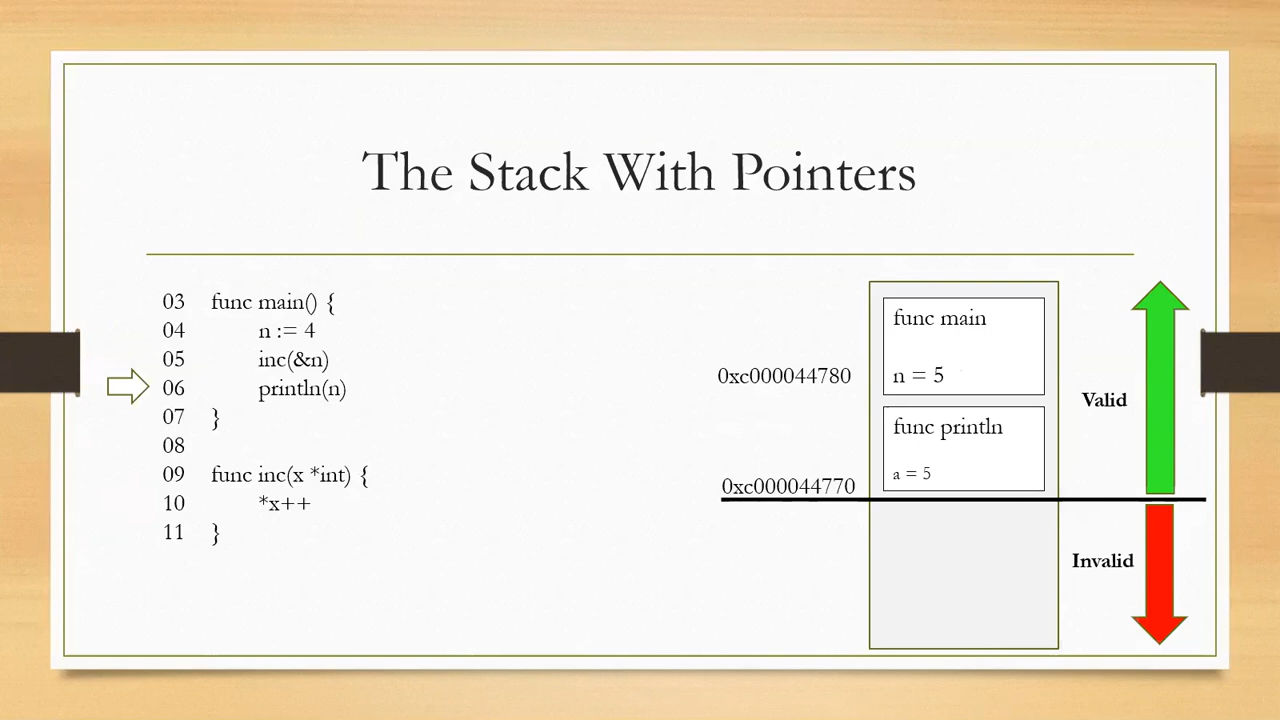 The Stack With Pointers
03 func main() {
04 n := 4
05 inc(&n)
06 println(n)
07 }
08
09 func inc(x *int) {
10 *x++
11 }
func main
0xc000044780
n = 5
func println
a = 5
0xc000044770
Valid
Invalid